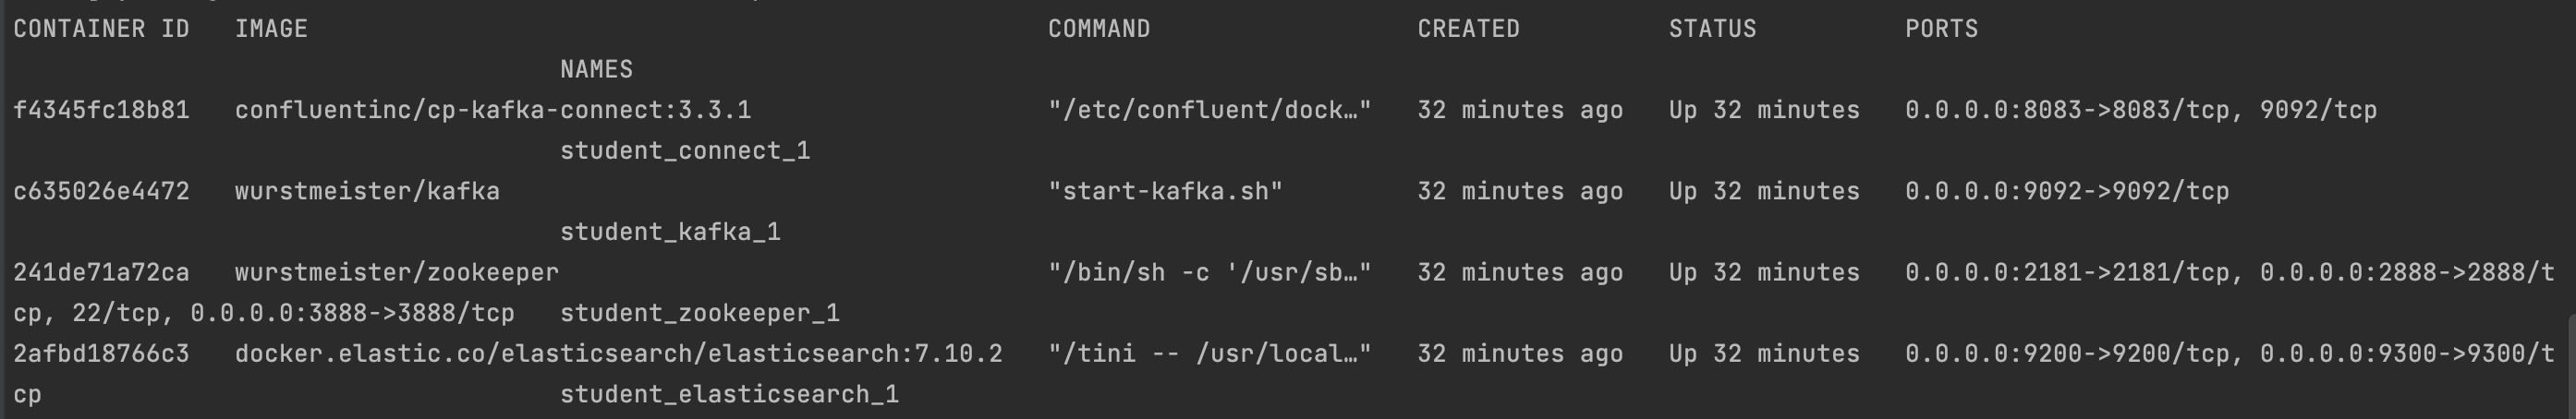 CONTAINER ID   IMAGE                                                  COMMAND                  CREATED          STATUS          PORTS
NAMES
f4345fc18b81   confluentinc/cp-kafka-connect:3.3.1                    "/etc/confluent/dock…"   32 minutes ago   Up 32 minutes   0.0.0.0:8083->8083/tcp, 9092/tcp
student_connect_1
c635026e4472   wurstmeister/kafka                                     "start-kafka.sh"         32 minutes ago   Up 32 minutes   0.0.0.0:9092->9092/tcp
student_kafka_1
241de71a72ca   wurstmeister/zookeeper                                 "/bin/sh -c '/usr/sb…"   32 minutes ago   Up 32 minutes   0.0.0.0:2181->2181/tcp, 0.0.0.0:2888->2888/t
cp, 22/tcp, 0.0.0.0:3888->3888/tcp   student_zookeeper_1
2afbd18766c3   docker.elastic.co/elasticsearch/elasticsearch:7.10.2   "/tini -- /usr/local…"   32 minutes ago   Up 32 minutes   0.0.0.0:9200->9200/tcp, 0.0.0.0:9300->9300/t
cp                                   student_elasticsearch_1